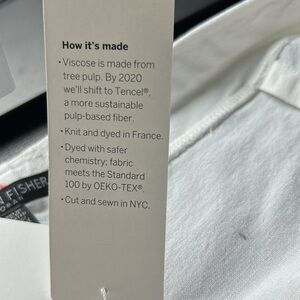 How it's made
• Viscose is made from
tree pulp. By 2020
we'll shift to Tencel®,
a more sustainable
pulp-based fiber.
• Knit and dyed in France.
• Dyed with safer
chemistry; fabric
meets the Standard
100 by OEKO-TEX®.
• Cut and sewn in NYC.
N FISHER